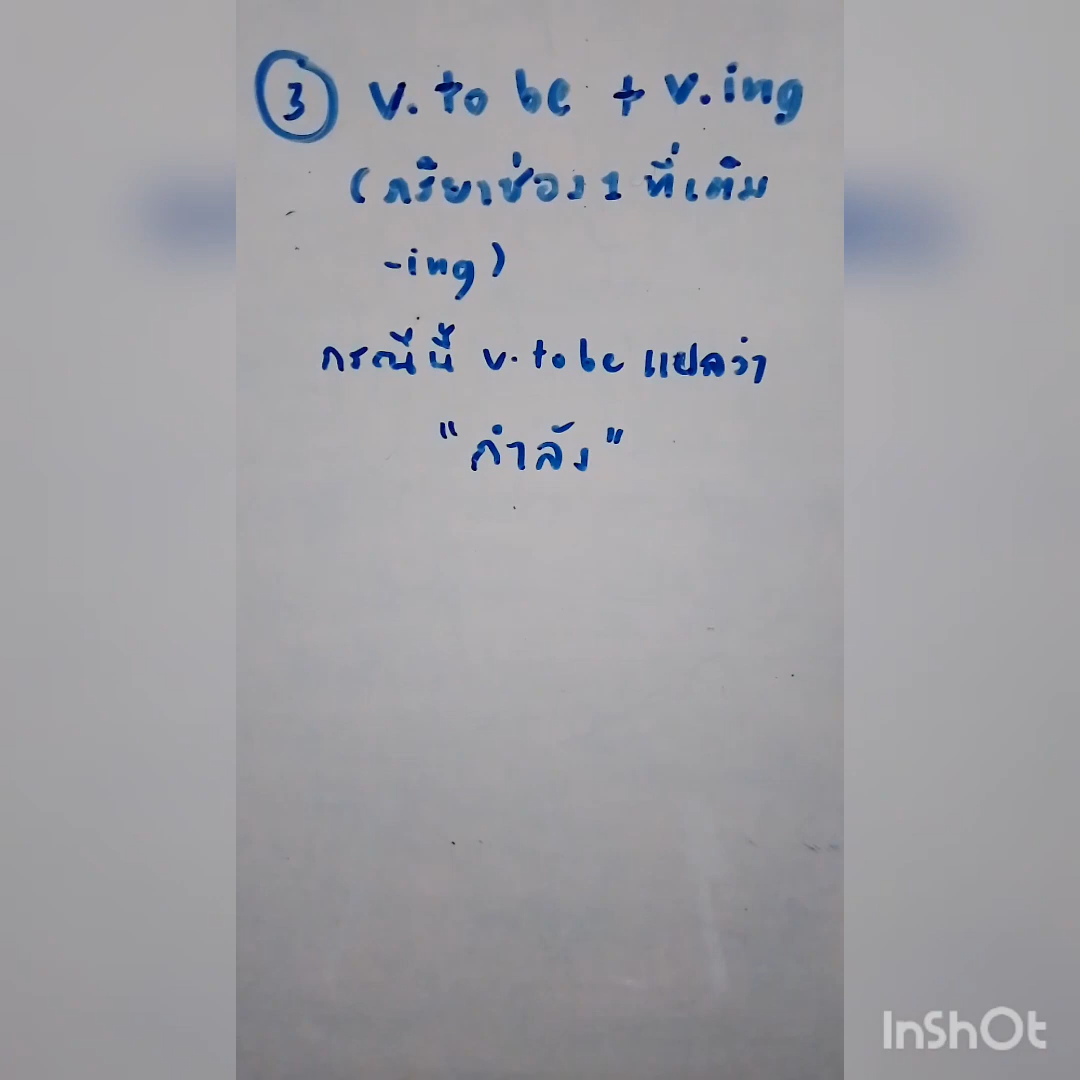 3 v. to be + v.ing
(กริยาช่อง 1 ที่เติม
-ing)
กรณีนี้ v. to be แปลว่า
"กำลัง"
InShOt